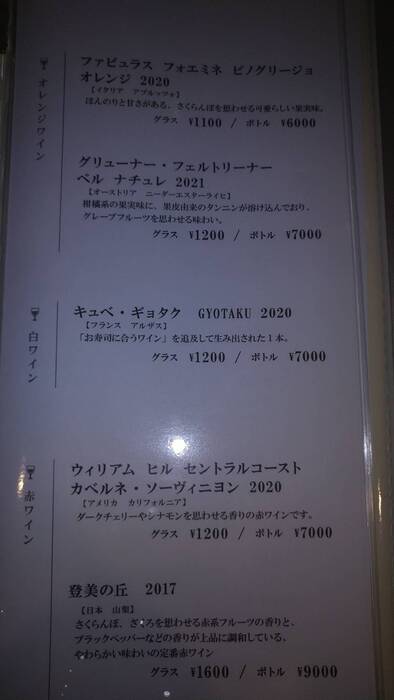 オレンジワイン
ファビュラス フォエミネ ピノグリージョ
オレンジ 2020
【イタリア アブルッツォ】
ほんのりと甘さがある、さくらんぼを思わせる可愛らしい果実味。
グラス ¥1100 / ボトル ¥6000
グリューナー・フェルトリーナー
ペル ナチュレ 2021
【オーストリア ニーダーエスターライヒ】
柑橘系の果実味に、果皮由来のタンニンが溶け込んでおり、
グレープフルーツを思わせる味わい。
グラス ¥1200 / ボトル ¥7000
白ワイン
キュベ・ギョタク GYOTAKU 2020
【フランス アルザス】
「お寿司に合うワイン」を追及して生み出された1本。
グラス ¥1200 / ボトル ¥7000
赤ワイン
ウィリアム ヒル セントラルコースト
カベルネ・ソーヴィニヨン 2020
【アメリカ カリフォルニア】
ダークチェリーやシナモンを思わせる香りの赤ワインです。
グラス ¥1200 / ボトル ¥7000
登美の丘 2017
【日本 山梨】
さくらんぼ、ざくろを思わせる赤系フルーツの香りと、
ブラックペッパーなどの香りが上品に調和している、
やわらかい味わいの定番赤ワイン
グラス ¥1600 / ボトル ¥9000